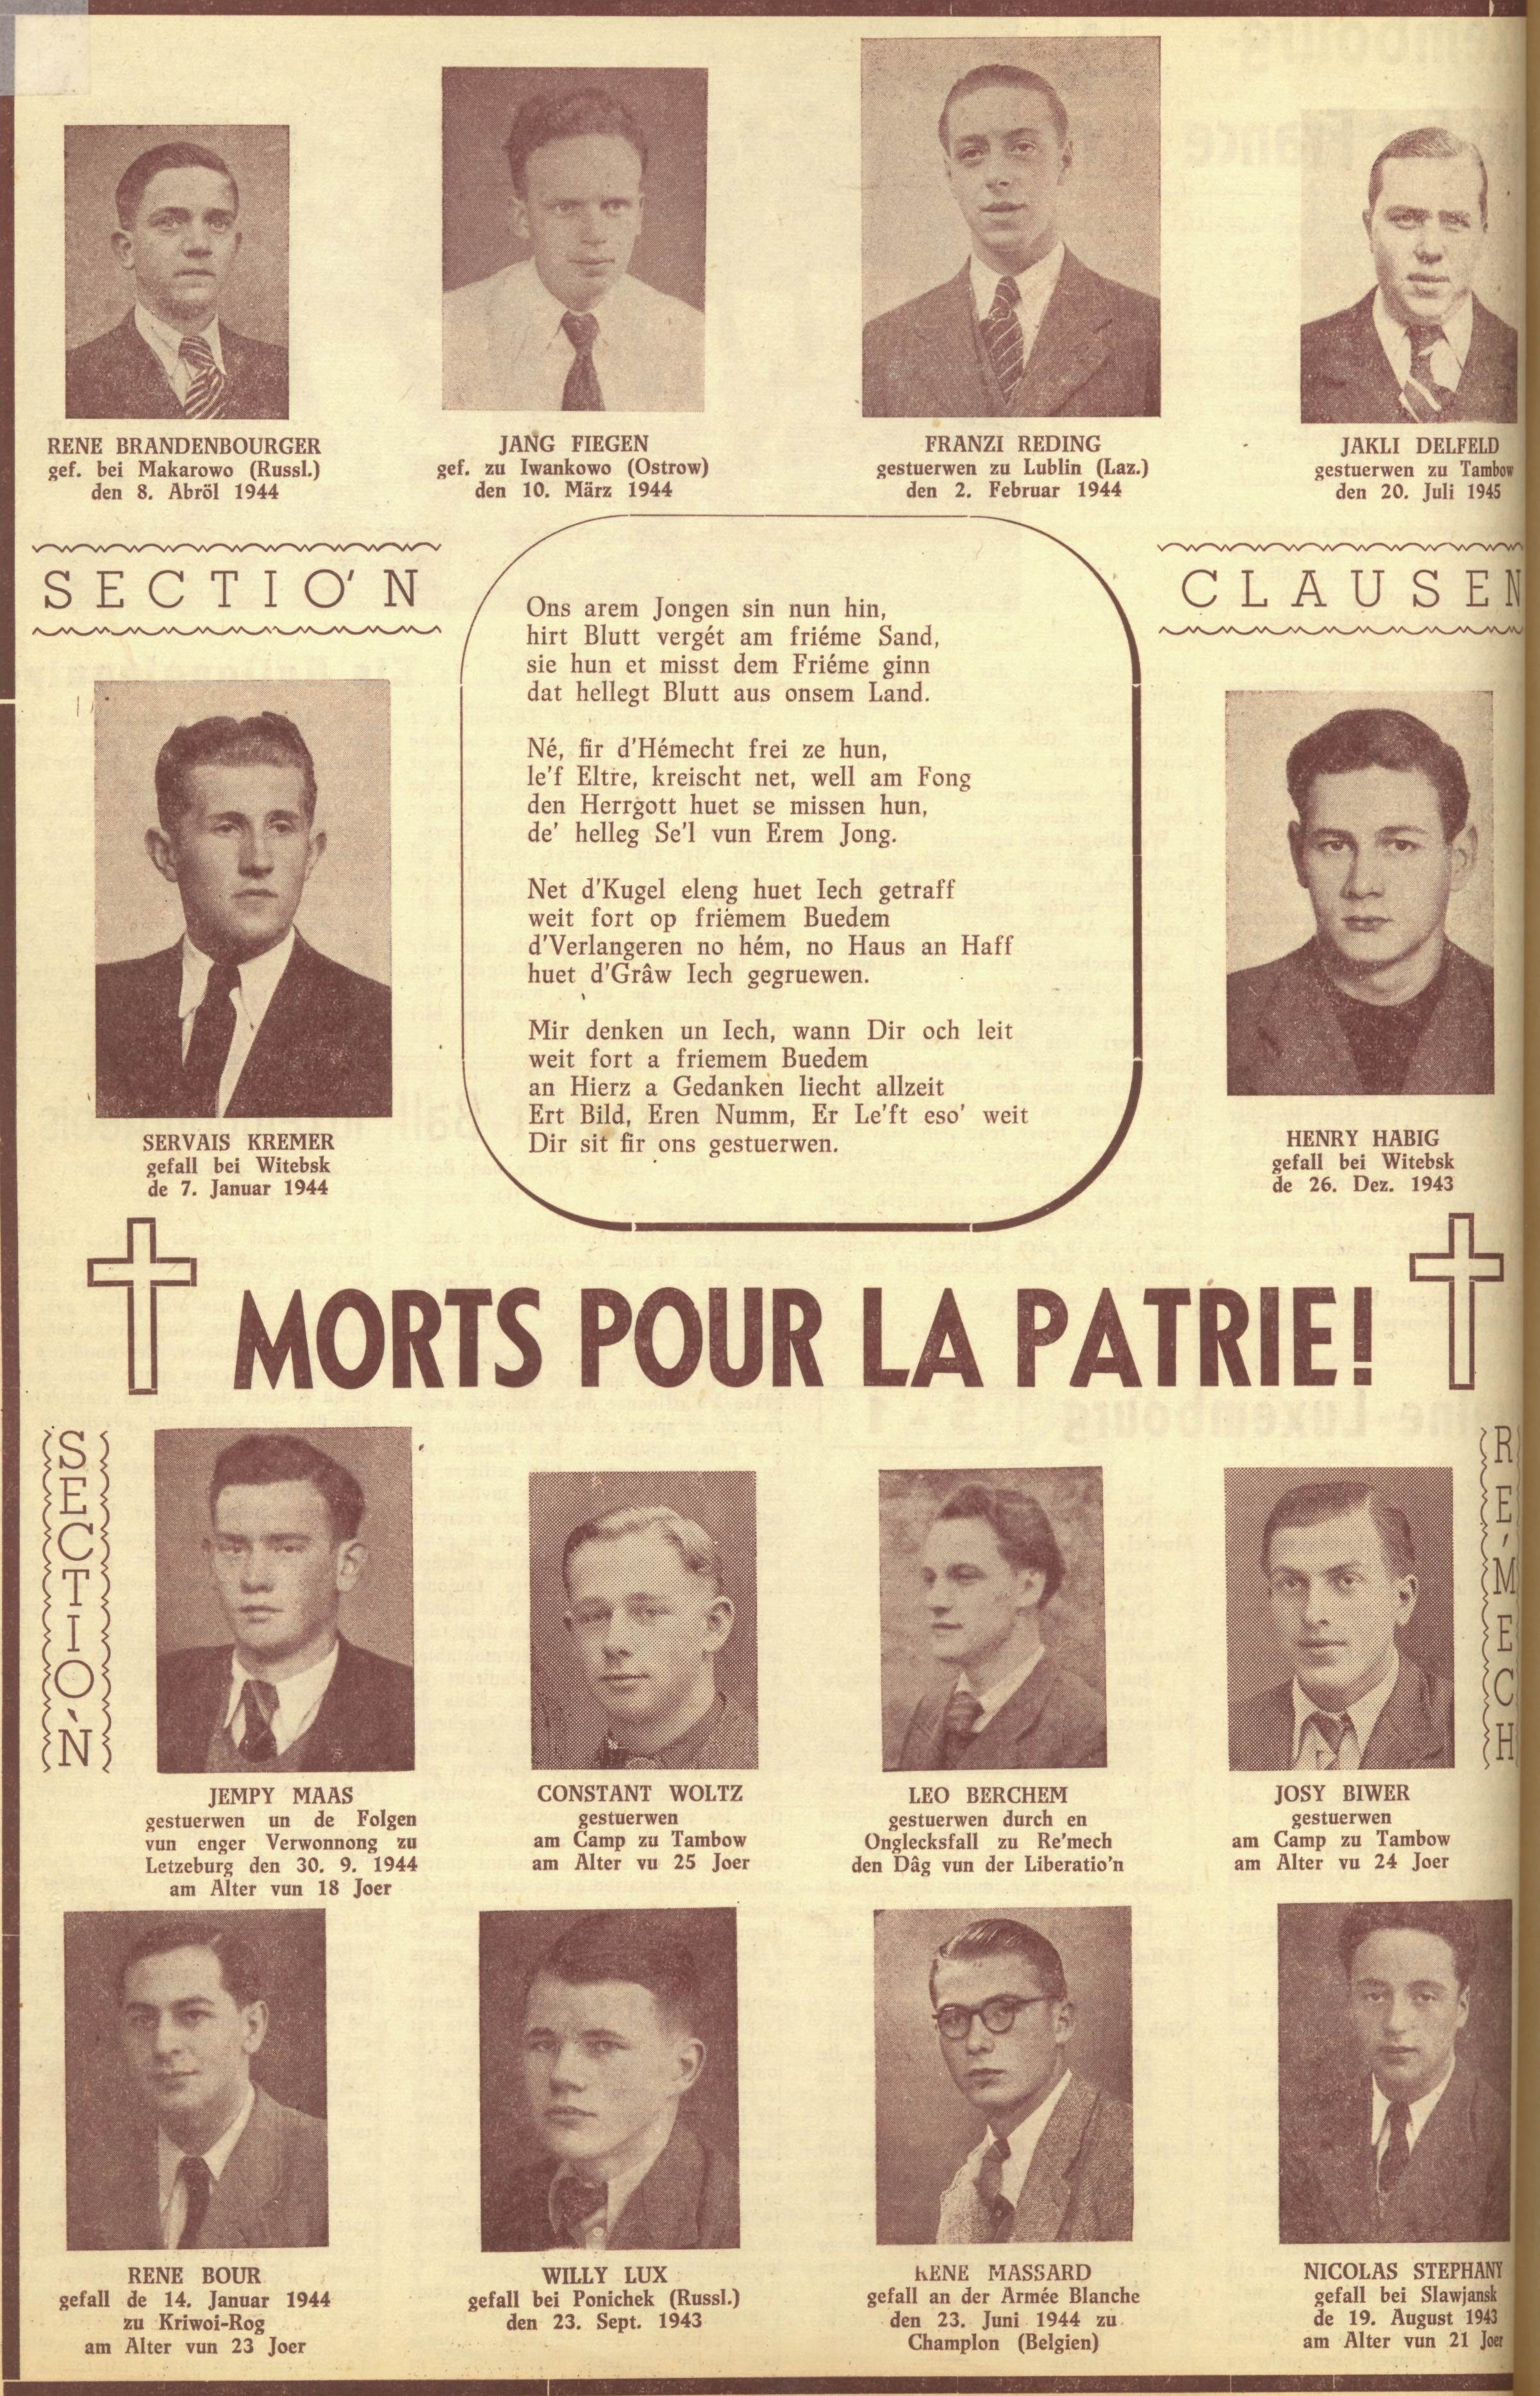 RENE BRANDENBOURGER
gef. bei Makarowo (Russl.)
den 8. Abröl 1944
JANG FIEGEN
gef. zu Iwankowo (Ostrow)
den 10. März 1944
FRANZI REDING
gestuerwen zu Lublin (Laz.)
den 2. Februar 1944
JAKLI DELFELD
gestuerwen zu Tambow
den 20. Juli 1945
SECTIO'N
CLAUSEN
Ons arem Jongen sin nun hin,
hirt Blutt vergét am friéme Sand,
sie hun et misst dem Friéme ginn
dat hellegt Blutt aus onsem Land.
Né, fir d'Hémecht frei ze hun,
le'f Eltre, kreischt net, well am Fong
den Herrgott huet se missen hun,
de' helleg Se'l vun Erem Jong.
Net d'Kugel eleng huet Iech getraff
weit fort op friémem Buedem
d'Verlangeren no hém, no Haus an Haff
huet d'Grâw Iech gegruewen.
Mir denken un Iech, wann Dir och leit
weit fort a friemem Buedem
an Hierz a Gedanken liecht allzeit
Ert Bild, Eren Numm, Er Le'ft eso' weit
Dir sit fir ons gestuerwen.
SERVAIS KREMER
gefall bei Witebsk
de 7. Januar 1944
HENRY HABIG
gefall bei Witebsk
de 26. Dez. 1943
MORTS POUR LA PATRIE!
SECTIO'N
RE'MECH
JEMPY MAAS
gestuerwen un de Folgen
vun enger Verwonnong zu
Letzeburg den 30. 9. 1944
am Alter vun 18 Joer
CONSTANT WOLTZ
gestuerwen
am Camp zu Tambow
am Alter vu 25 Joer
LEO BERCHEM
gestuerwen durch en
Onglecksfall zu Re'mech
den Dâg vun der Liberatio'n
JOSY BIWER
gestuerwen
am Camp zu Tambow
am Alter vu 24 Joer
RENE BOUR
gefall de 14. Januar 1944
zu Kriwoi-Rog
am Alter vun 23 Joer
WILLY LUX
gefall bei Ponichek (Russl.)
den 23. Sept. 1943
RENE MASSARD
gefall an der Armée Blanche
den 23. Juni 1944 zu
Champlon (Belgien)
NICOLAS STEPHANY
gefall bei Slawjansk
de 19. August 1943
am Alter vun 21 Joer